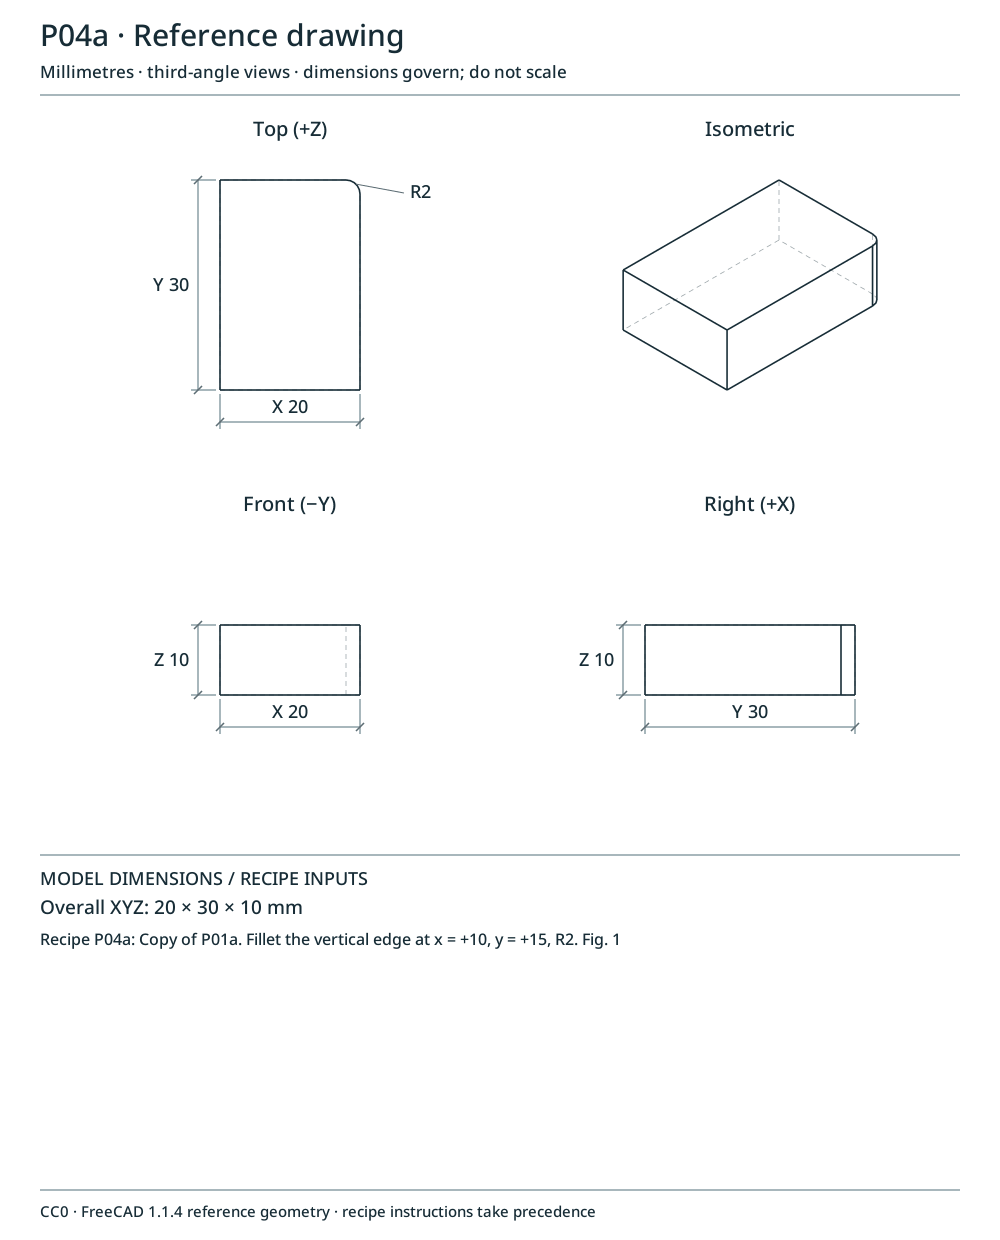 P04a · Reference drawing
Millimetres · third-angle views · dimensions govern; do not scale
Top (+Z)
Isometric
R2
Y 30
X 20
Front (−Y)
Right (+X)
Z 10
X 20
Z 10
Y 30
MODEL DIMENSIONS / RECIPE INPUTS
Overall XYZ: 20 × 30 × 10 mm
Recipe P04a: Copy of P01a. Fillet the vertical edge at x = +10, y = +15, R2. Fig. 1
CC0 · FreeCAD 1.1.4 reference geometry · recipe instructions take precedence